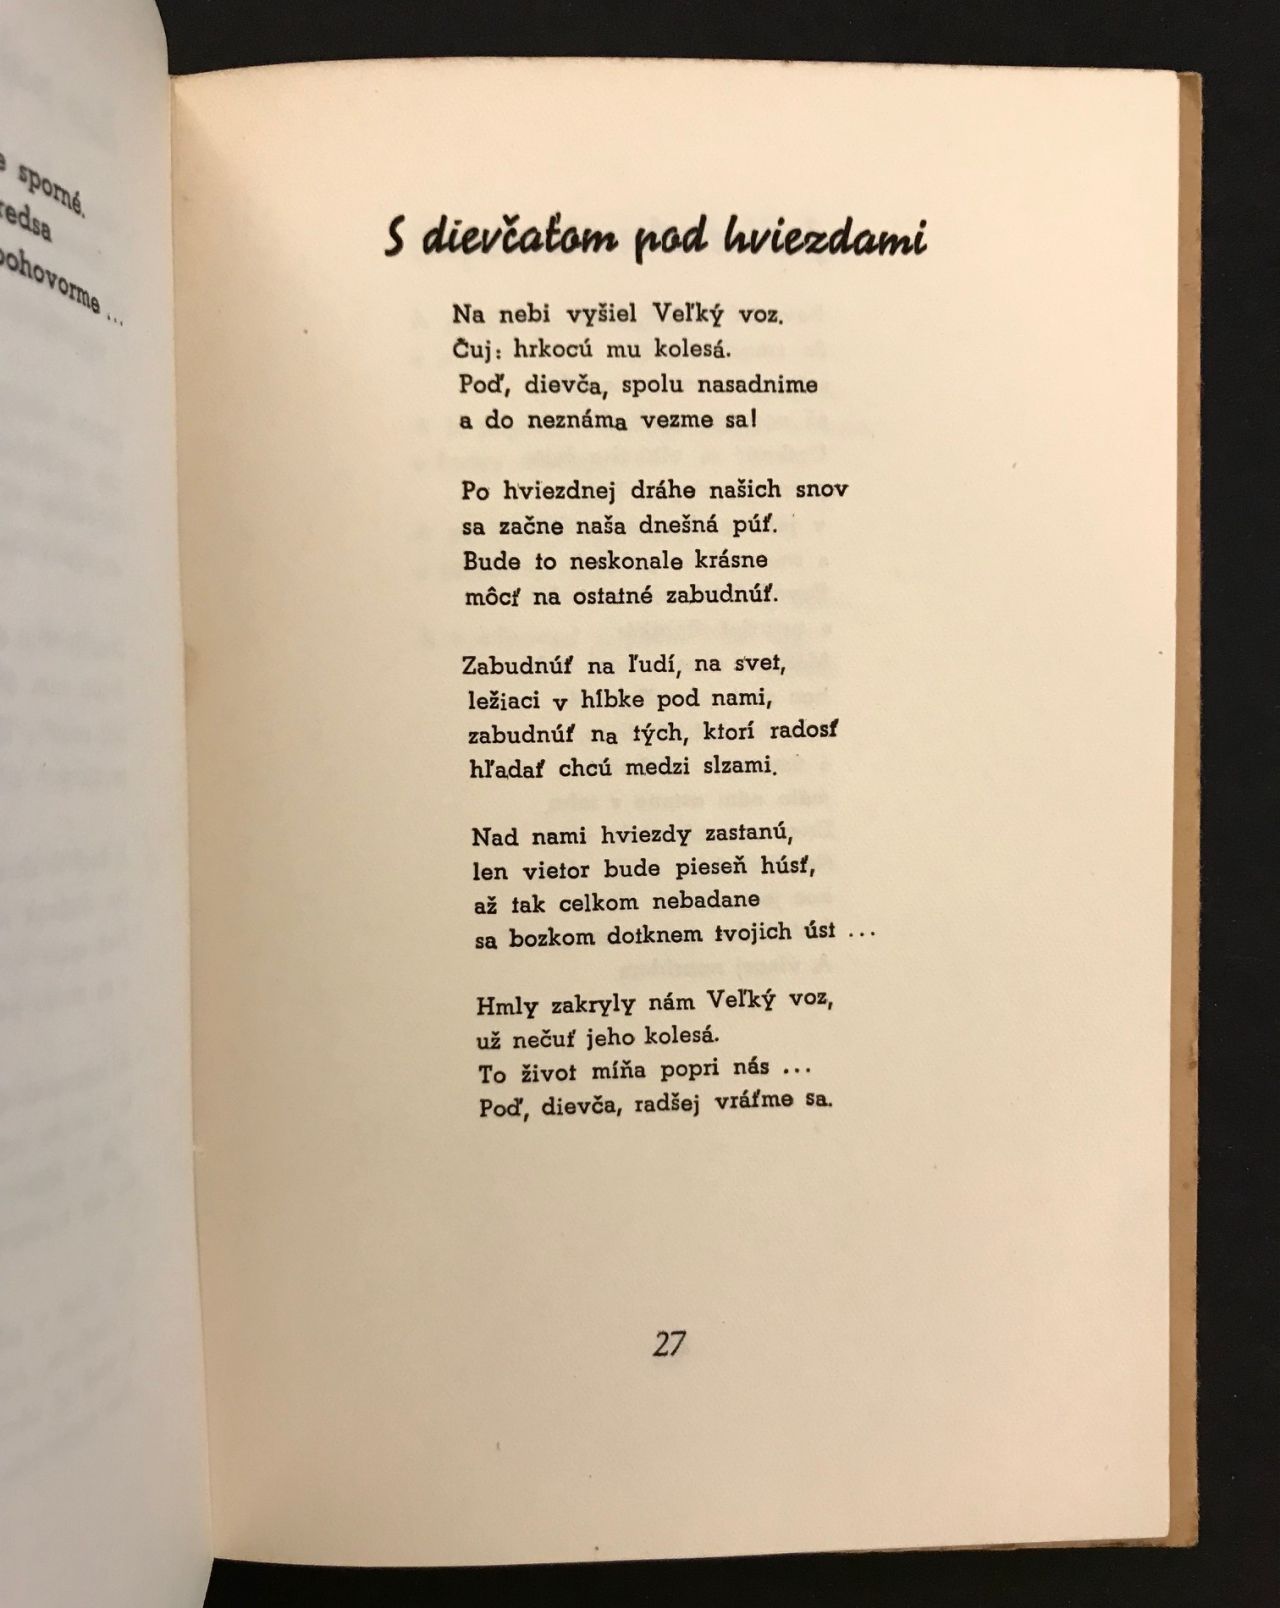 sporné.
pohovorme ...
S dievčaťom pod hviezdami
Na nebi vyšiel Veľký voz.
Čuj: hrkocú mu kolesá.
Poď, dievča, spolu nasadnime
a do neznáma vezme sa!
Po hviezdnej dráhe našich snov
sa začne naša dnešná púť.
Bude to neskonale krásne
môcť na ostatné zabudnúť.
Zabudnúť na ľudí, na svet,
ležiaci v hĺbke pod nami,
zabudnúť na tých, ktorí radosť
hľadať chcú medzi slzami.
Nad nami hviezdy zastanú,
len vietor bude pieseň húsť,
až tak celkom nebadane
sa bozkom dotknem tvojich úst ...
Hmly zakryly nám Veľký voz,
už nečuť jeho kolesá.
To život míňa popri nás ...
Poď, dievča, radšej vráťme sa.
27